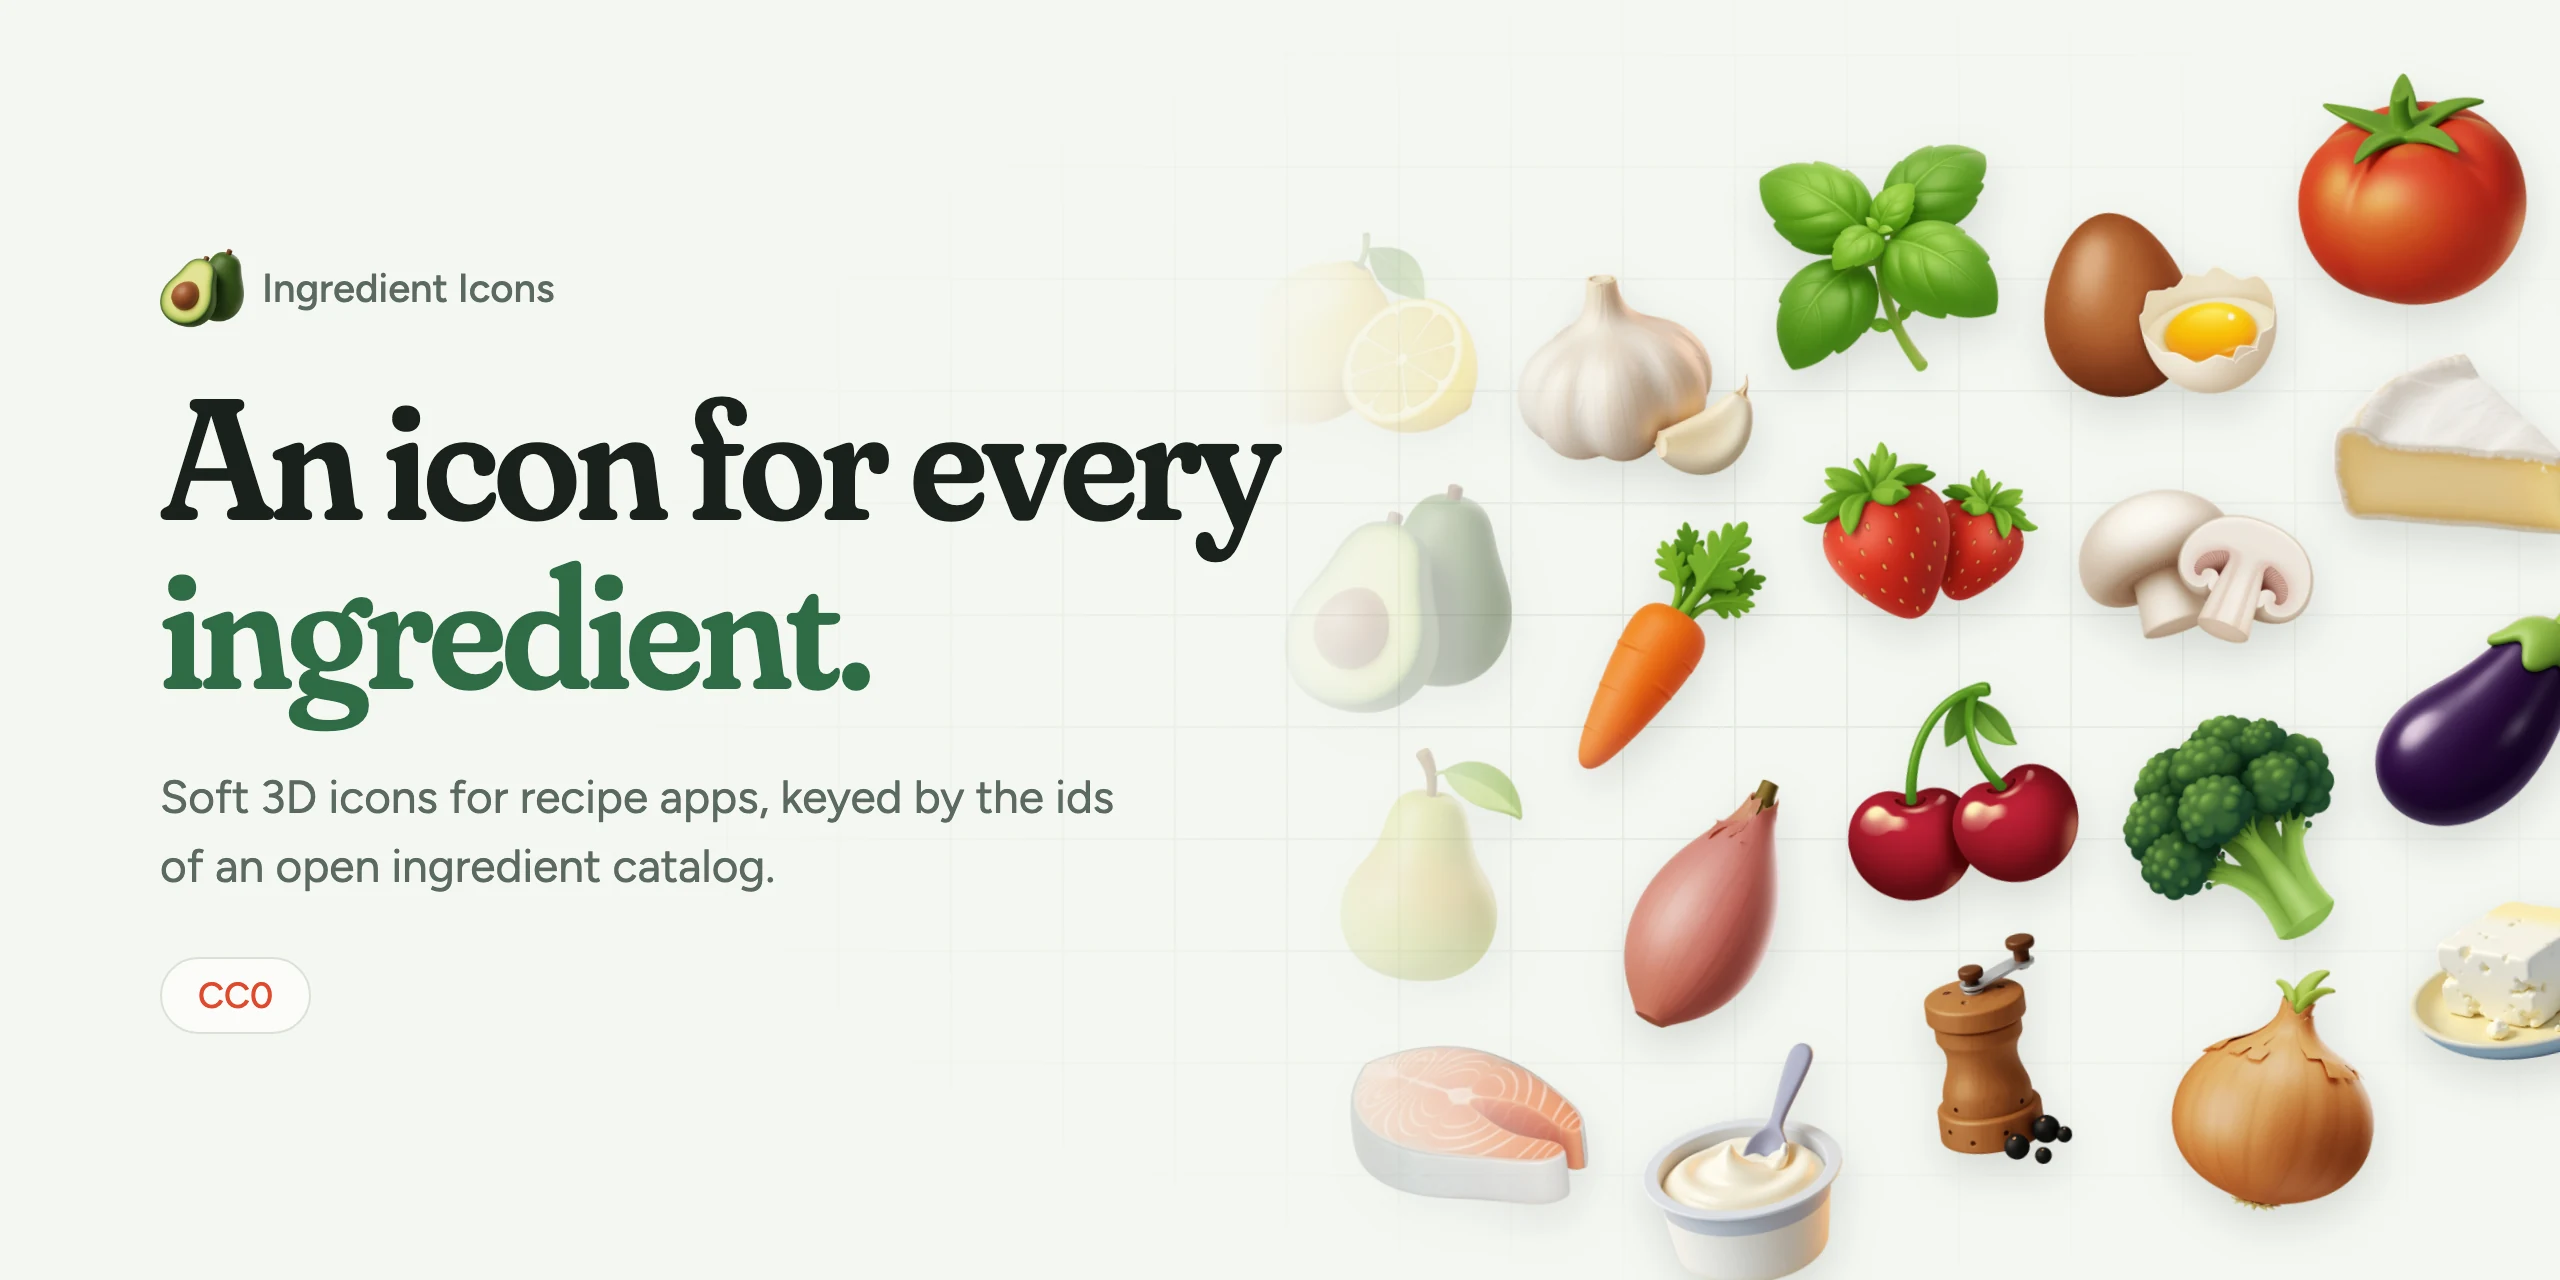 Ingredient Icons
An icon for every
ingredient.
Soft 3D icons for recipe apps, keyed by the ids
of an open ingredient catalog.
CC0